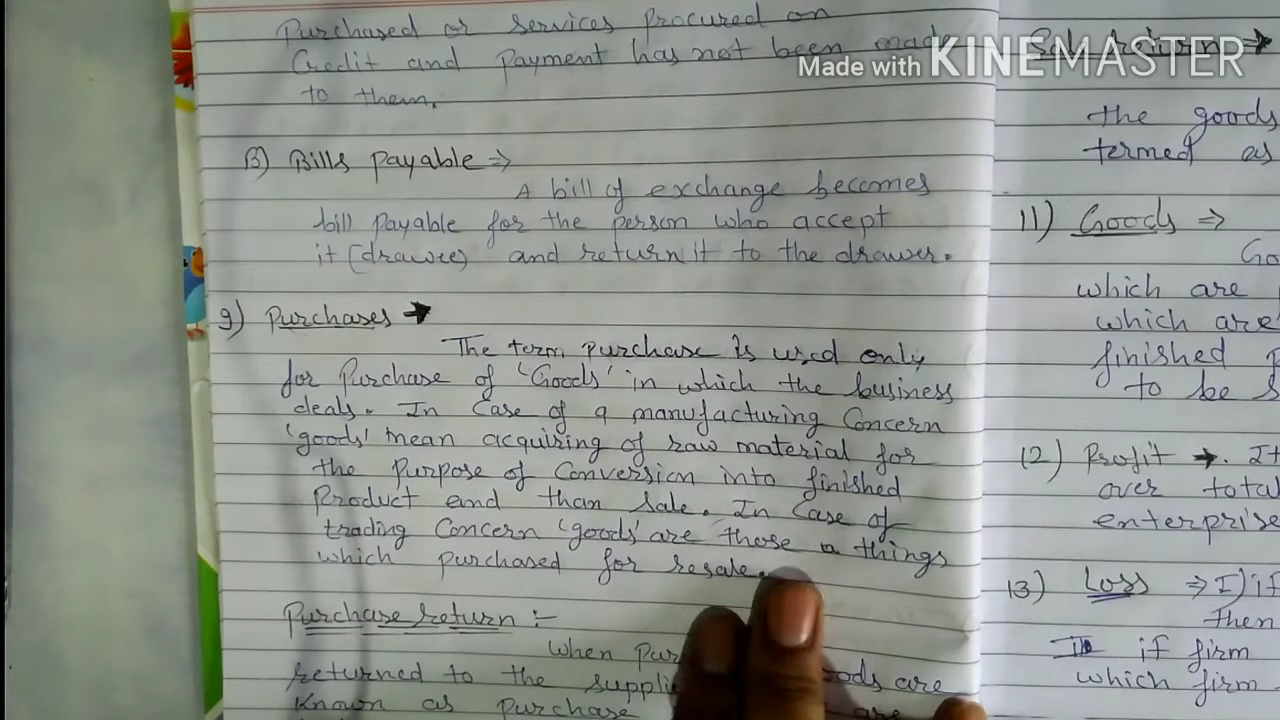 Purchased or services procured on
Credit and Payment has not been made
to them.
B) Bills Payable ⇒
A bill of exchange becomes
bill payable for the person who accept
it (drawee) and return it to the drawer.
9) Purchases →
The term purchase is used only
for Purchase of 'Goods' in which the business
deals. In Case of a manufacturing Concern
'goods' mean acquiring of raw material for
the Purpose of Conversion into finished
Product and than sale. In Case of
trading Concern 'goods' are those a things
which purchased for resale.
Purchase return :-
When
returned to the are
Known as purchase
return →
the goods
termed as
11) Goods ⇒
which are
which are
finished
to be
12) Profit →. It
over total
enterprise
13) Loss ⇒ I) if
then
II if firm
which firm
Made with KINEMASTER